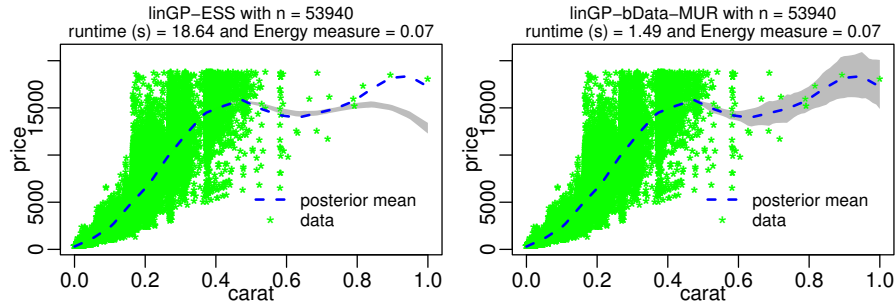 linGP−ESS with n = 53940
runtime (s) = 18.64 and Energy measure = 0.07
price
15000
5000
0
posterior mean
data
0.0 0.2 0.4 0.6 0.8 1.0
carat
linGP−bData−MUR with n = 53940
runtime (s) = 1.49 and Energy measure = 0.07
price
15000
5000
0
posterior mean
data
0.0 0.2 0.4 0.6 0.8 1.0
carat